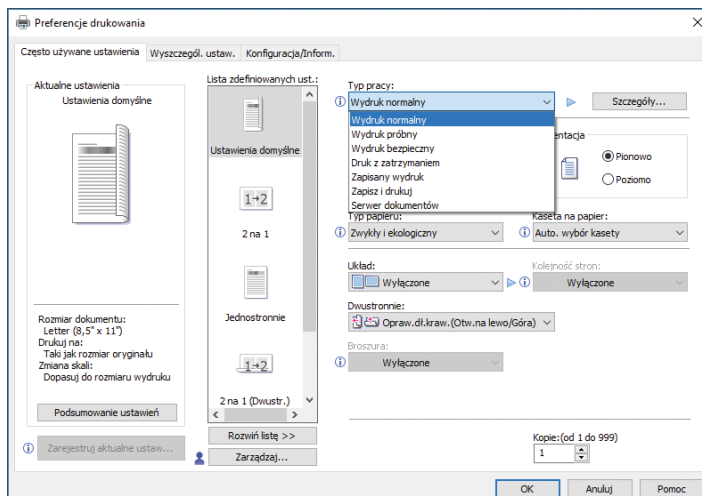 Preferencje drukowania
Często używane ustawienia
Wyszczegól. ustaw.
Konfiguracja/Inform.
Aktualne ustawienia
Ustawienia domyślne
Rozmiar dokumentu:
Letter (8,5" x 11")
Drukuj na:
Taki jak rozmiar oryginału
Zmiana skali:
Dopasuj do rozmiaru wydruku
Podsumowanie ustawień
Zarejestruj aktualne ustaw...
Lista zdefiniowanych ust.:
Ustawienia domyślne
1→2
2 na 1
Jednostronnie
1→2
2 na 1 (Dwustr.)
Rozwiń listę >>
Zarządzaj...
Typ pracy:
Wydruk normalny
Szczegóły...
Wydruk normalny
Wydruk próbny
Wydruk bezpieczny
Druk z zatrzymaniem
Zapisany wydruk
Zapisz i drukuj
Serwer dokumentów
entacja
Pionowo
Poziomo
Typ papieru:
Zwykły i ekologiczny
Kaseta na papier:
Auto. wybór kasety
Układ:
Wyłączone
Kolejność stron:
Wyłączone
Dwustronnie:
Opraw.dł.kraw.(Otw.na lewo/Góra)
Broszura:
Wyłączone
Kopie:(od 1 do 999)
1
OK
Anuluj
Pomoc